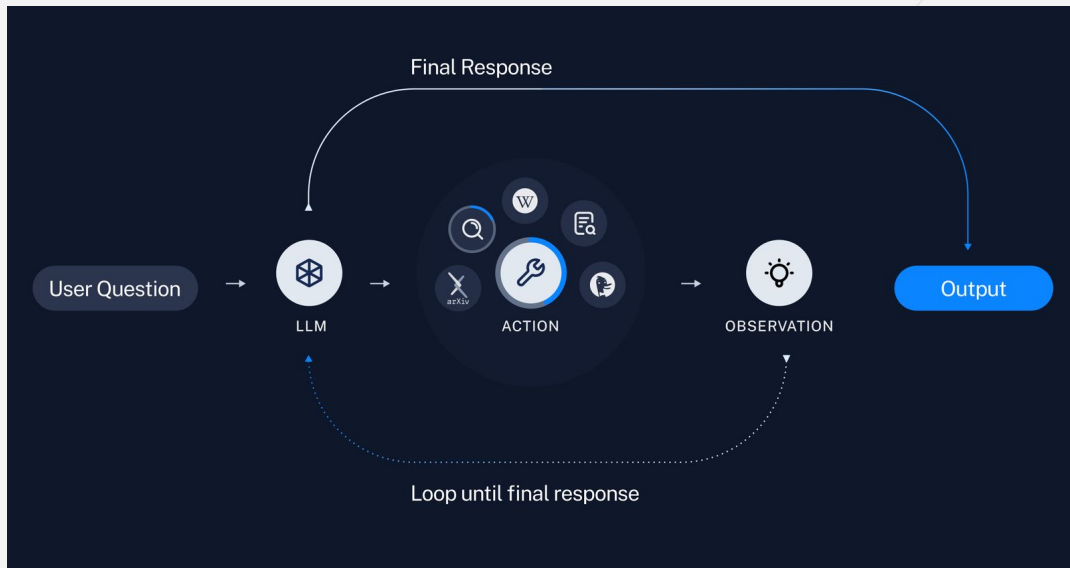 Final Response
W
User Question
LLM
arXiv
ACTION
OBSERVATION
Output
Loop until final response